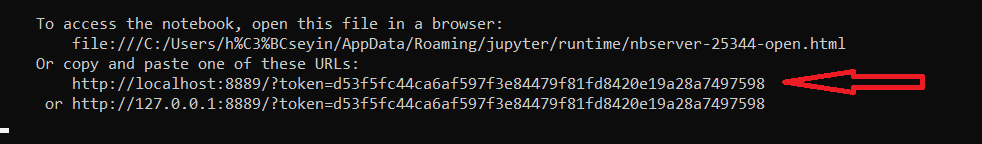 To access the notebook, open this file in a browser:
file:///C:/Users/h%C3%BCseyin/AppData/Roaming/jupyter/runtime/nbserver-25344-open.html
Or copy and paste one of these URLs:
http://localhost:8889/?token=d53f5fc44ca6af597f3e84479f81fd8420e19a28a7497598
or http://127.0.0.1:8889/?token=d53f5fc44ca6af597f3e84479f81fd8420e19a28a7497598